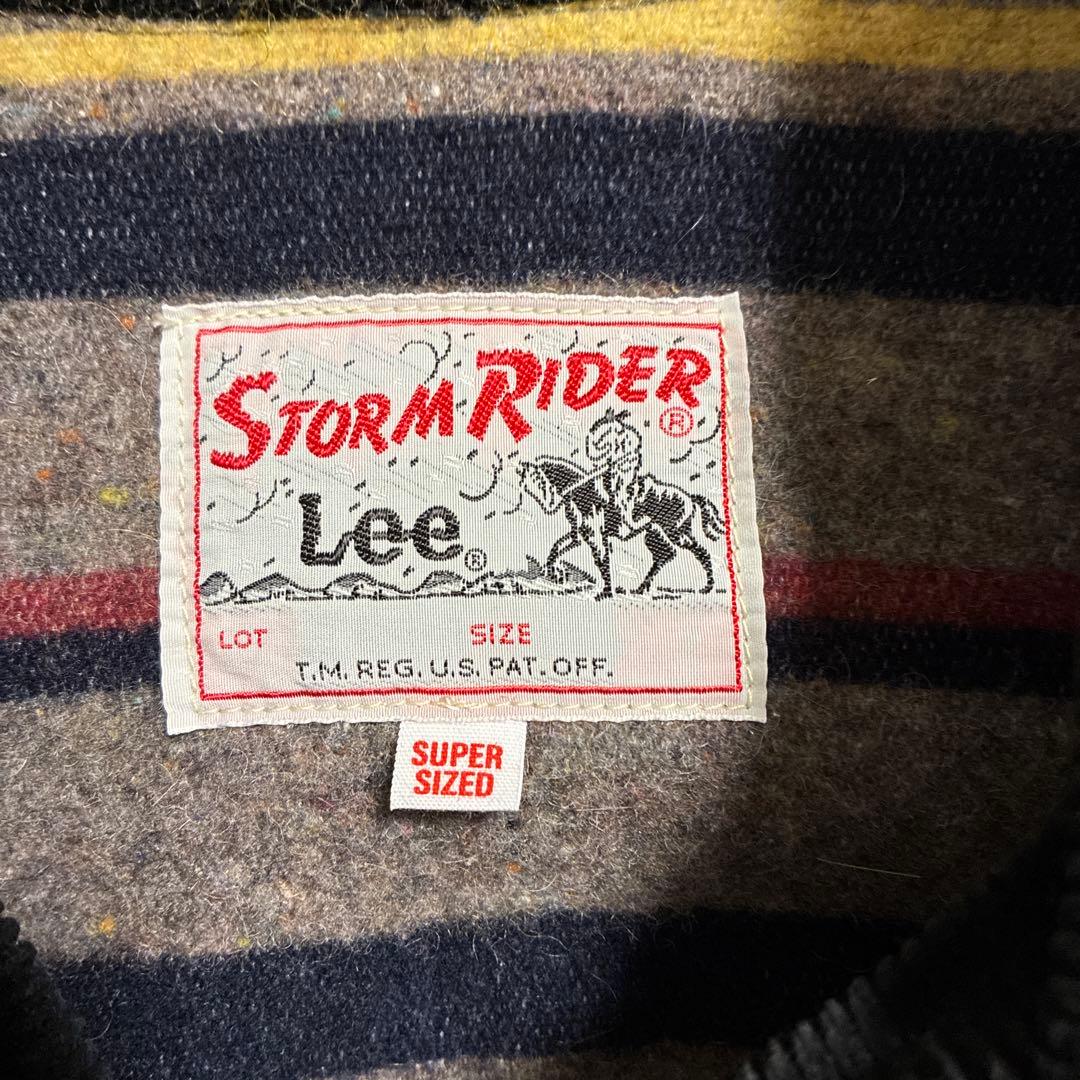 STORM RIDER ®
Lee ®
LOT SIZE
T.M. REG. U.S. PAT. OFF.
SUPER
SIZED